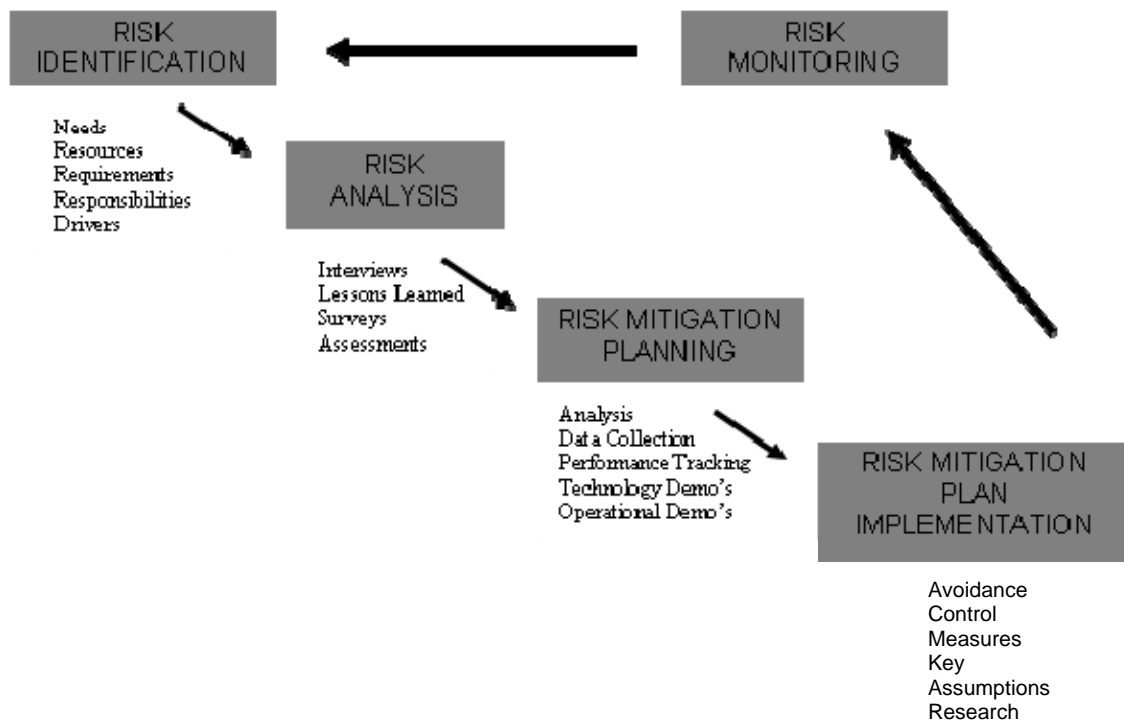 RISK
IDENTIFICATION
RISK
MONITORING
Needs
Resources
Requirements
Responsibilities
Drivers
RISK
ANALYSIS
Interviews
Lessons Learned
Surveys
Assessments
RISK MITIGATION
PLANNING
Analysis
Data Collection
Performance Tracking
Technology Demo's
Operational Demo's
RISK MITIGATION
PLAN
IMPLEMENTATION
Avoidance
Control
Measures
Key
Assumptions
Research